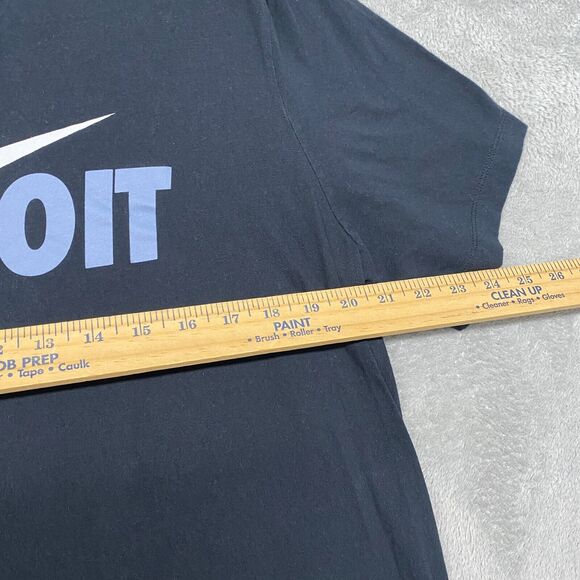 OIT
2 13 14 15 16 17 18 19 20 21 22 23 24 25 26
OB PREP
• Tape • Caulk
PAINT
• Brush • Roller • Tray
CLEAN UP
• Cleaner • Rags • Gloves